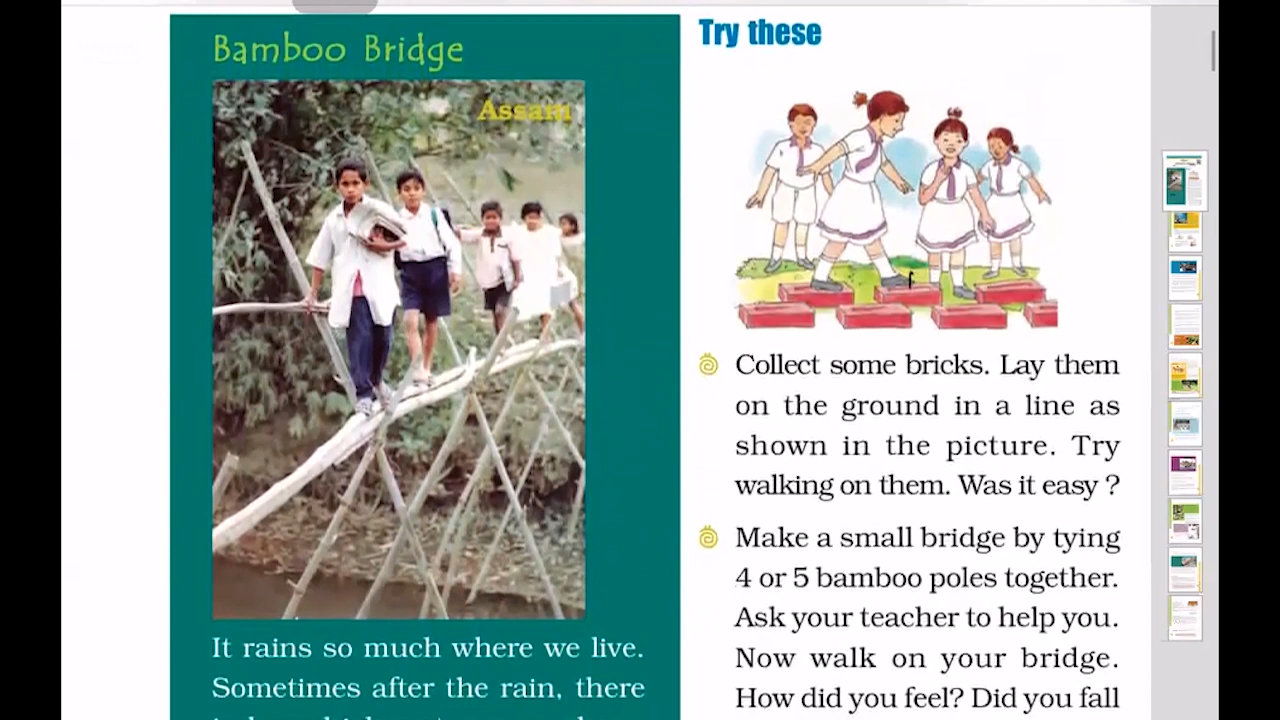 Bamboo Bridge
Assam
It rains so much where we live.
Sometimes after the rain, there
Try these
Collect some bricks. Lay them
on the ground in a line as
shown in the picture. Try
walking on them. Was it easy ?
Make a small bridge by tying
4 or 5 bamboo poles together.
Ask your teacher to help you.
Now walk on your bridge.
How did you feel? Did you fall